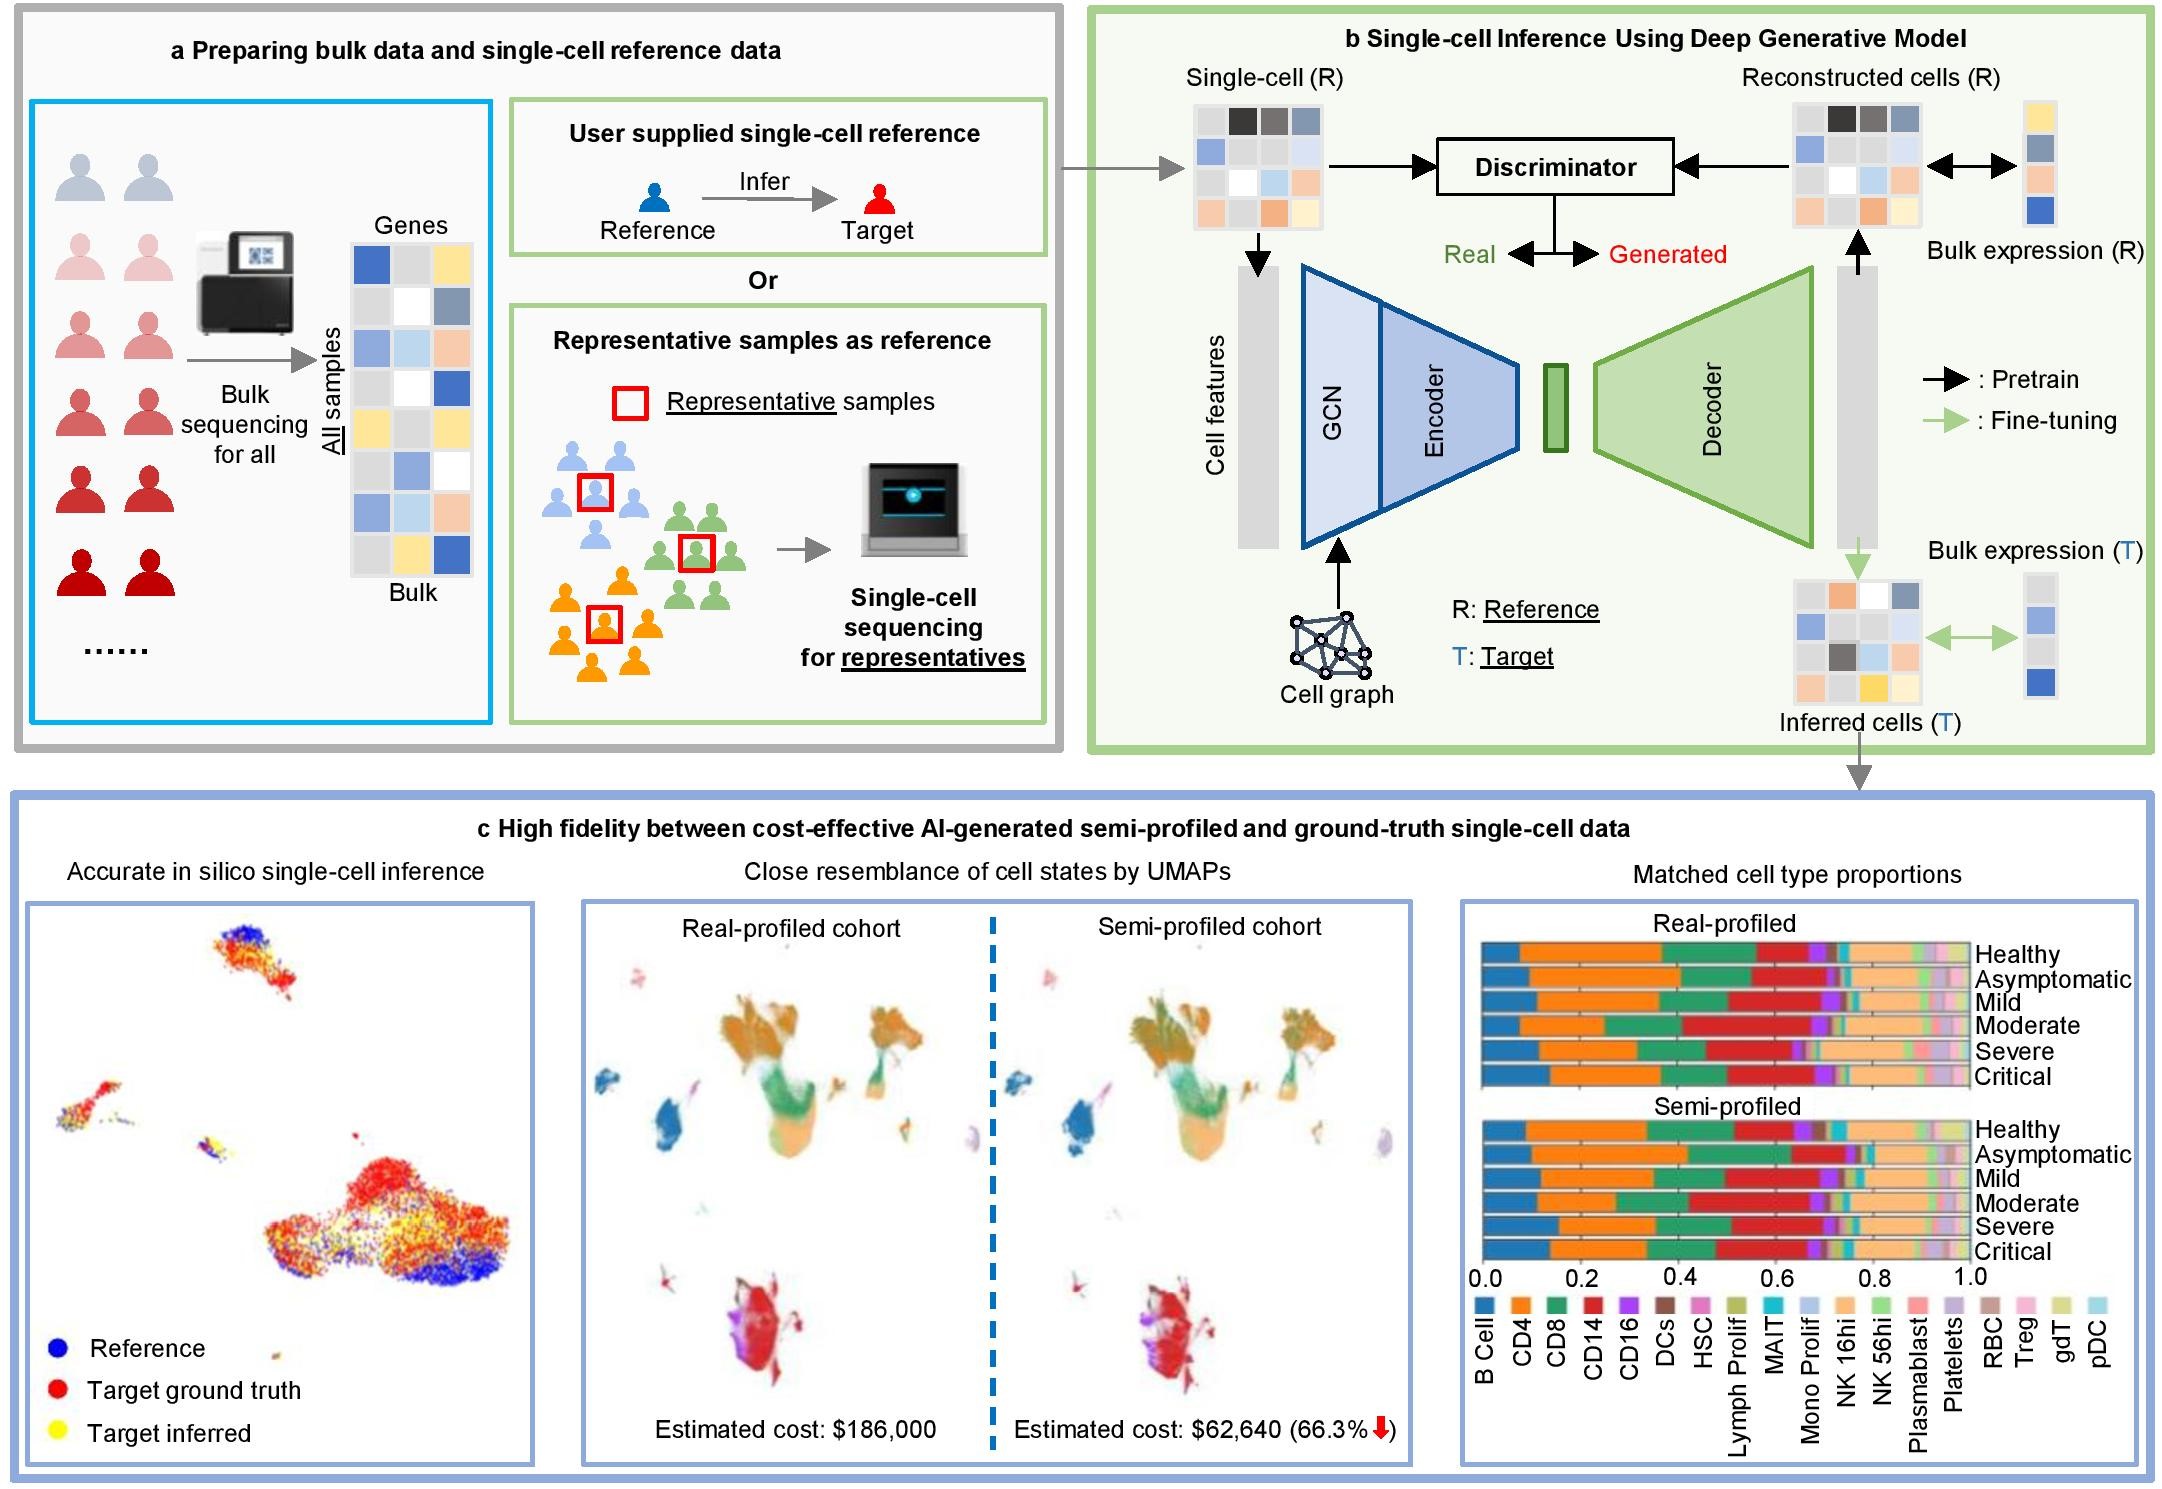 a Preparing bulk data and single-cell reference data
Genes
All samples
Bulk
sequencing
for all
Bulk
......
User supplied single-cell reference
Infer
Reference
Target
Or
Representative samples as reference
Representative samples
Single-cell
sequencing
for representatives
b Single-cell Inference Using Deep Generative Model
Single-cell (R)
Reconstructed cells (R)
Discriminator
Real
Generated
Bulk expression (R)
Cell features
GCN
Encoder
Decoder
: Pretrain
: Fine-tuning
Bulk expression (T)
R: Reference
T: Target
Cell graph
Inferred cells (T)
c High fidelity between cost-effective AI-generated semi-profiled and ground-truth single-cell data
Accurate in silico single-cell inference
Reference
Target ground truth
Target inferred
Close resemblance of cell states by UMAPs
Real-profiled cohort
Semi-profiled cohort
Estimated cost: $186,000
Estimated cost: $62,640 (66.3% )
Matched cell type proportions
Real-profiled
Healthy
Asymptomatic
Mild
Moderate
Severe
Critical
Semi-profiled
Healthy
Asymptomatic
Mild
Moderate
Severe
Critical
0.0 0.2 0.4 0.6 0.8 1.0
B Cell
CD4
CD8
CD14
CD16
DCs
HSC
Lymph Prolif
MAIT
Mono Prolif
NK 16hi
NK 56hi
Plasmablast
Platelets
RBC
Treg
gdT
pDC